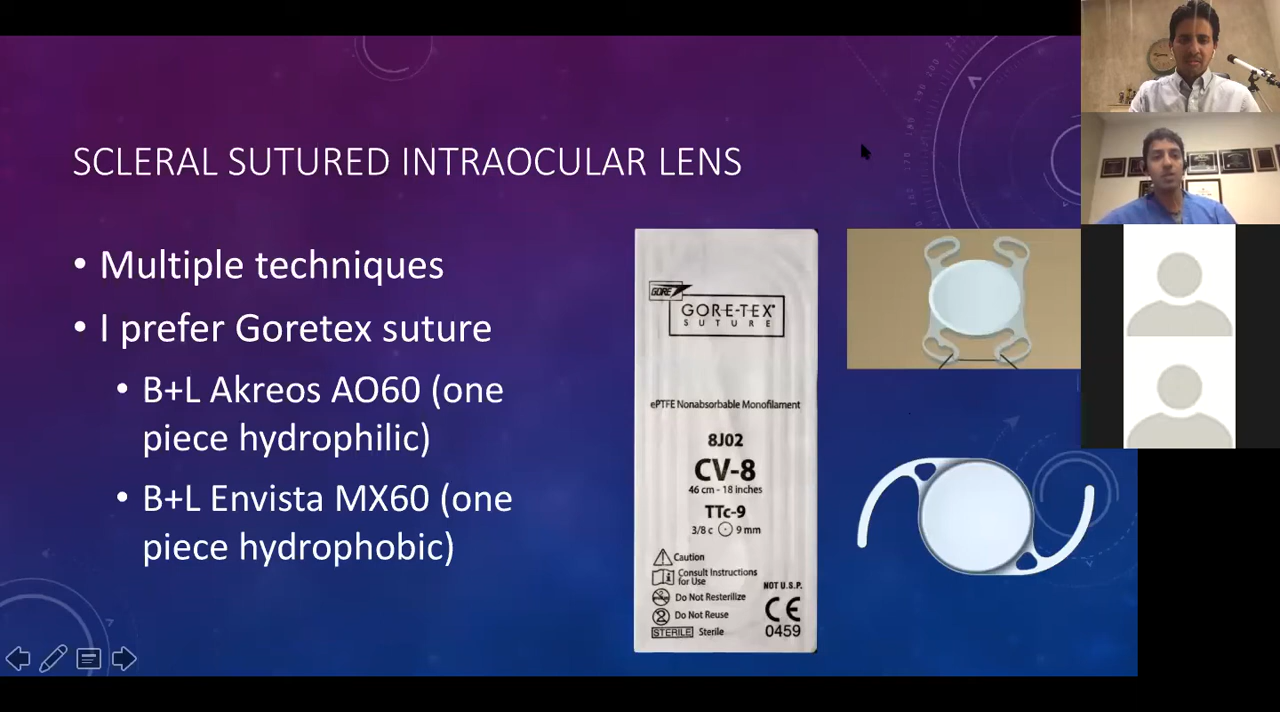 SCLERAL SUTURED INTRAOCULAR LENS
• Multiple techniques
• I prefer Goretex suture
• B+L Akreos AO60 (one
piece hydrophilic)
• B+L Envista MX60 (one
piece hydrophobic)
GORE
GORE-TEX®
SUTURE
ePTFE Nonabsorbable Monofilament
8J02
CV-8
46 cm - 18 inches
TTc-9
3/8 c 9 mm
Caution
Consult Instructions
for Use
NOT U.S.P.
Do Not Resterilize
Do Not Reuse
CE
STERILE Sterile
0459